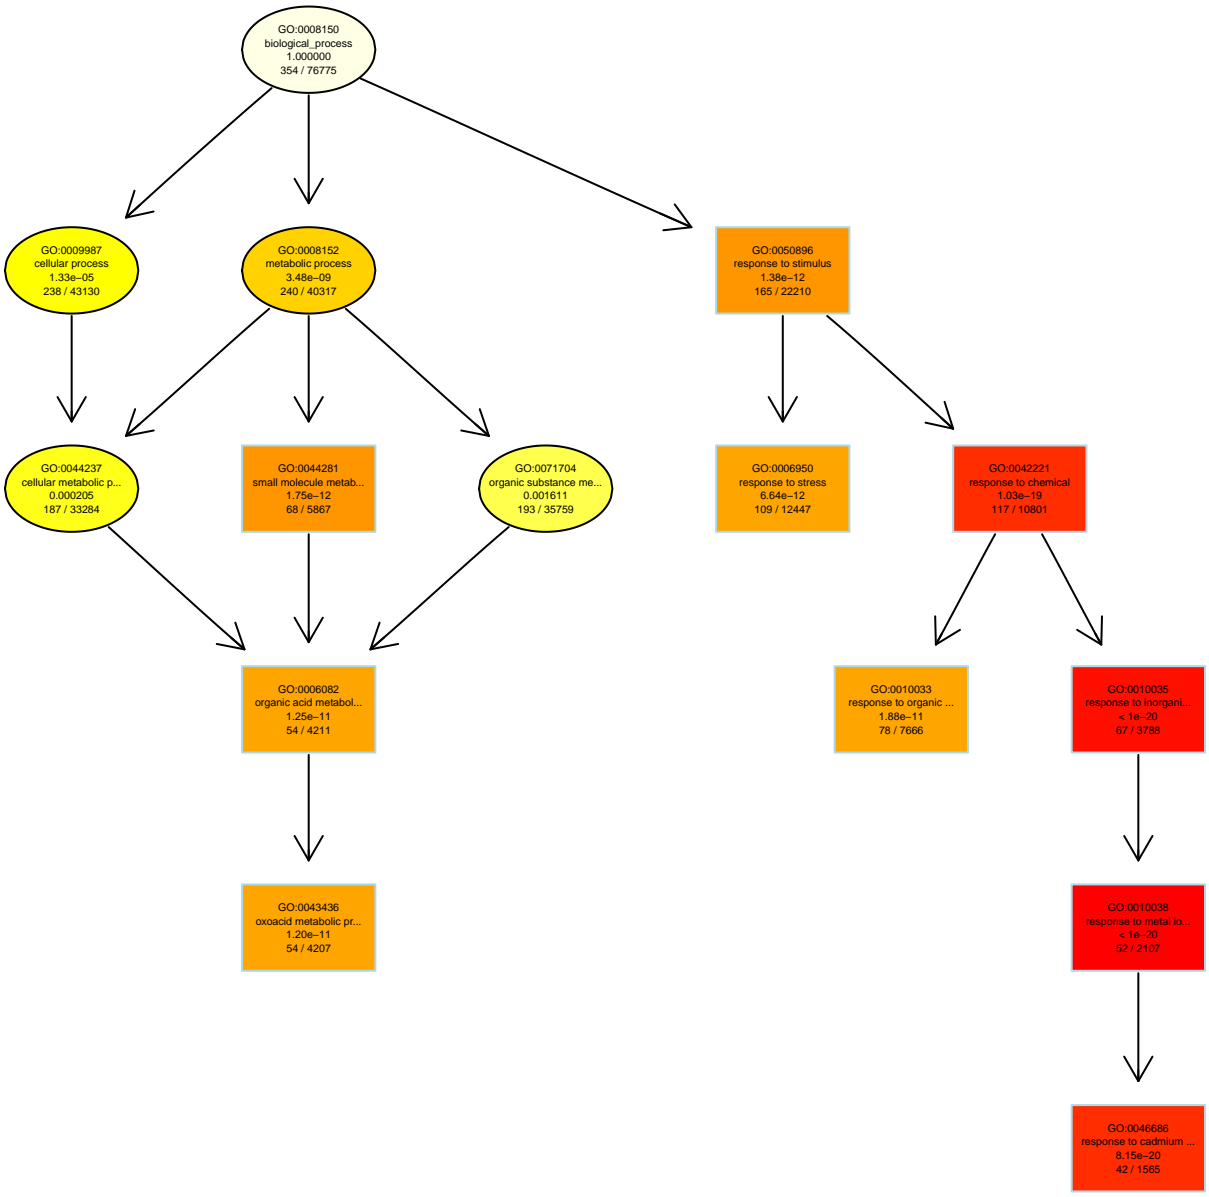 GO:0008150
biological_process
1.000000
354 / 76775
GO:0009987
cellular process
1.33e−05
238 / 43130
GO:0008152
metabolic process
3.48e−09
240 / 40317
GO:0050896
response to stimulus
1.38e−12
165 / 22210
GO:0044237
cellular metabolic p...
0.000205
187 / 33284
GO:0044281
small molecule metab...
1.75e−12
68 / 5867
GO:0071704
organic substance me...
0.001611
193 / 35759
GO:0006950
response to stress
6.64e−12
109 / 12447
GO:0042221
response to chemical
1.03e−19
117 / 10801
GO:0006082
organic acid metabol...
1.25e−11
54 / 4211
GO:0010033
response to organic ...
1.88e−11
78 / 7666
GO:0010035
response to inorgani...
< 1e−20
67 / 3788
GO:0043436
oxoacid metabolic pr...
1.20e−11
54 / 4207
GO:0010038
response to metal io...
< 1e−20
52 / 2107
GO:0046686
response to cadmium ...
8.15e−20
42 / 1565